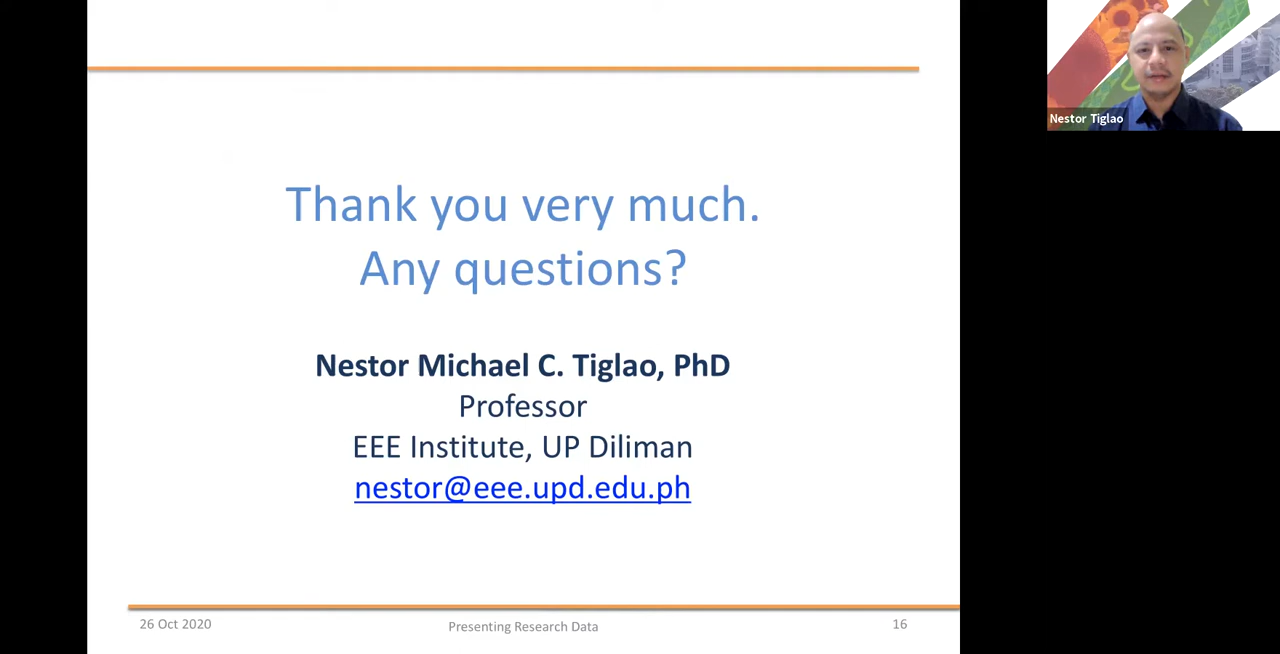 Thank you very much.
Any questions?
Nestor Michael C. Tiglao, PhD
Professor
EEE Institute, UP Diliman
nestor@eee.upd.edu.ph
26 Oct 2020
Presenting Research Data
16
Nestor Tiglao